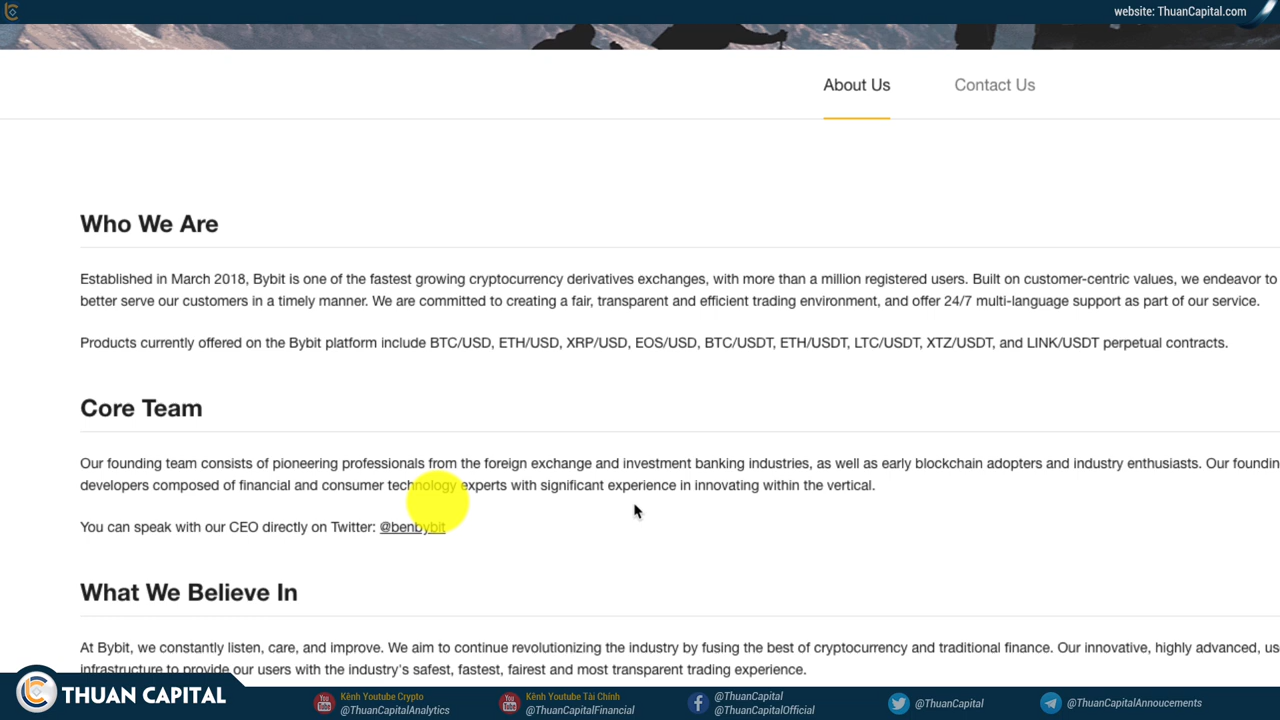 website: ThuanCapital.com
About Us
Contact Us
Who We Are
Established in March 2018, Bybit is one of the fastest growing cryptocurrency derivatives exchanges, with more than a million registered users. Built on customer-centric values, we endeavor to
better serve our customers in a timely manner. We are committed to creating a fair, transparent and efficient trading environment, and offer 24/7 multi-language support as part of our service.
Products currently offered on the Bybit platform include BTC/USD, ETH/USD, XRP/USD, EOS/USD, BTC/USDT, ETH/USDT, LTC/USDT, XTZ/USDT, and LINK/USDT perpetual contracts.
Core Team
Our founding team consists of pioneering professionals from the foreign exchange and investment banking industries, as well as early blockchain adopters and industry enthusiasts. Our foundin
developers composed of financial and consumer technology experts with significant experience in innovating within the vertical.
You can speak with our CEO directly on Twitter: @benbybit
What We Believe In
At Bybit, we constantly listen, care, and improve. We aim to continue revolutionizing the industry by fusing the best of cryptocurrency and traditional finance. Our innovative, highly advanced, us
infrastructure to provide our users with the industry's safest, fastest, fairest and most transparent trading experience.
THUAN CAPITAL
You Tube
Kênh Youtube Crypto
@ThuanCapitalAnalytics
You Tube
Kênh Youtube Tài Chính
@ThuanCapitalFinancial
@ThuanCapital
@ThuanCapitalOfficial
@ThuanCapital
@ThuanCapitalAnnoucements